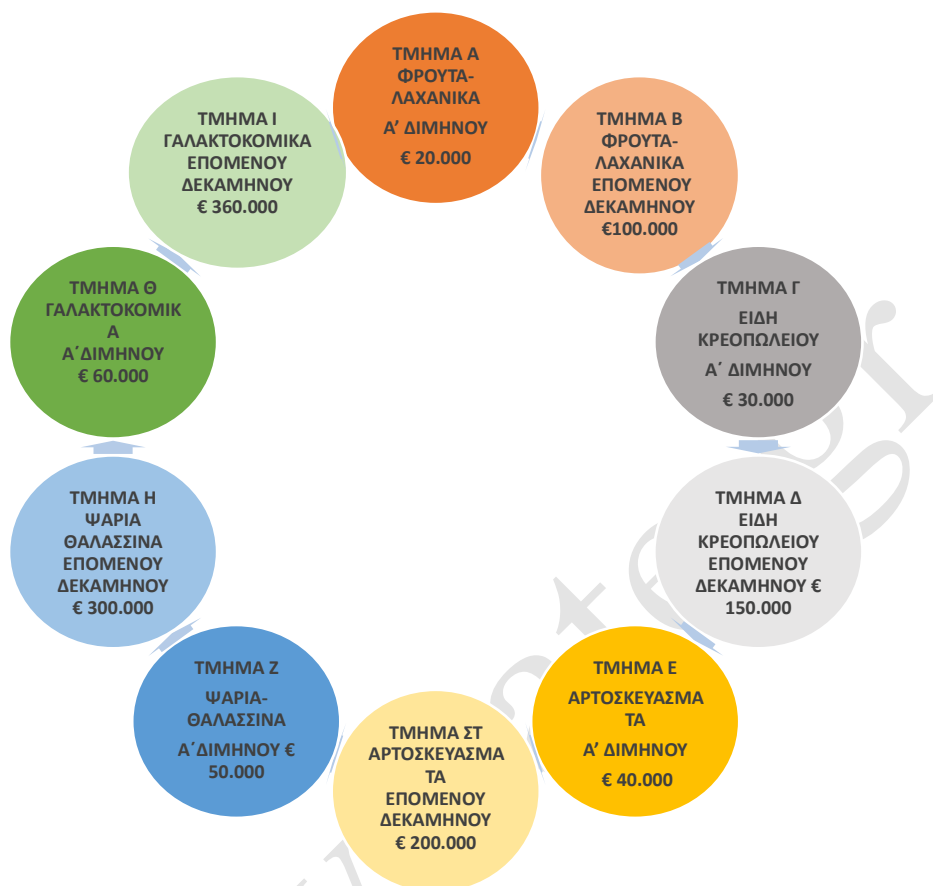 ΤΜΗΜΑ Α
ΦΡΟΥΤΑ-
ΛΑΧΑΝΙΚΑ
Α' ΔΙΜΗΝΟΥ
€ 20.000
ΤΜΗΜΑ Β
ΦΡΟΥΤΑ-
ΛΑΧΑΝΙΚΑ
ΕΠΟΜΕΝΟΥ
ΔΕΚΑΜΗΝΟΥ
€100.000
ΤΜΗΜΑ Γ
ΕΙΔΗ
ΚΡΕΟΠΩΛΕΙΟΥ
Α΄ ΔΙΜΗΝΟΥ
€ 30.000
ΤΜΗΜΑ Δ
ΕΙΔΗ
ΚΡΕΟΠΩΛΕΙΟΥ
ΕΠΟΜΕΝΟΥ
ΔΕΚΑΜΗΝΟΥ €
150.000
ΤΜΗΜΑ Ε
ΑΡΤΟΣΚΕΥΑΣΜΑ
ΤΑ
Α' ΔΙΜΗΝΟΥ
€ 40.000
ΤΜΗΜΑ ΣΤ
ΑΡΤΟΣΚΕΥΑΣΜΑ
ΤΑ
ΕΠΟΜΕΝΟΥ
ΔΕΚΑΜΗΝΟΥ
€ 200.000
ΤΜΗΜΑ Ζ
ΨΑΡΙΑ-
ΘΑΛΑΣΣΙΝΑ
Α΄ΔΙΜΗΝΟΥ €
50.000
ΤΜΗΜΑ Η
ΨΑΡΙΑ
ΘΑΛΑΣΣΙΝΑ
ΕΠΟΜΕΝΟΥ
ΔΕΚΑΜΗΝΟΥ
€ 300.000
ΤΜΗΜΑ Θ
ΓΑΛΑΚΤΟΚΟΜΙΚ
Α
Α΄ΔΙΜΗΝΟΥ
€ 60.000
ΤΜΗΜΑ Ι
ΓΑΛΑΚΤΟΚΟΜΙΚΑ
ΕΠΟΜΕΝΟΥ
ΔΕΚΑΜΗΝΟΥ
€ 360.000